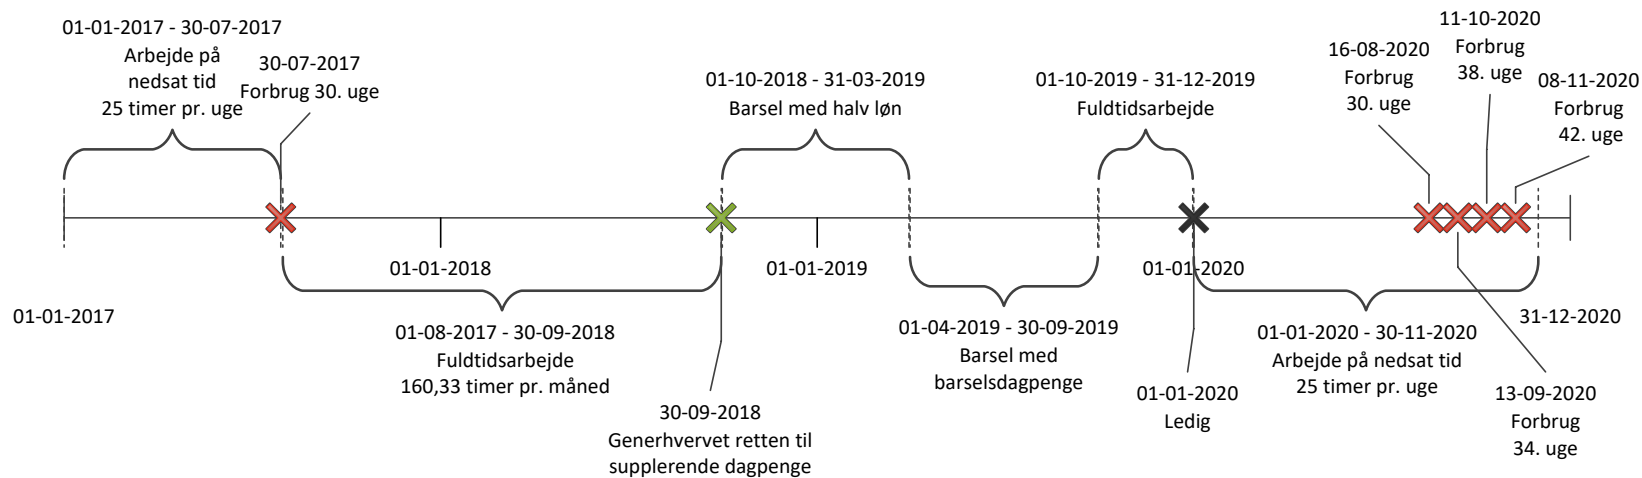 01-01-2017 - 30-07-2017
Arbejde på
nedsat tid
25 timer pr. uge
30-07-2017
Forbrug 30. uge
01-10-2018 - 31-03-2019
Barsel med halv løn
01-10-2019 - 31-12-2019
Fuldtidsarbejde
16-08-2020
Forbrug
30. uge
11-10-2020
Forbrug
38. uge
08-11-2020
Forbrug
42. uge
01-01-2017
01-01-2018
01-01-2019
01-01-2020
31-12-2020
01-08-2017 - 30-09-2018
Fuldtidsarbejde
160,33 timer pr. måned
30-09-2018
Generhvervet retten til
supplerende dagpenge
01-04-2019 - 30-09-2019
Barsel med
barselsdagpenge
01-01-2020
Ledig
01-01-2020 - 30-11-2020
Arbejde på nedsat tid
25 timer pr. uge
13-09-2020
Forbrug
34. uge